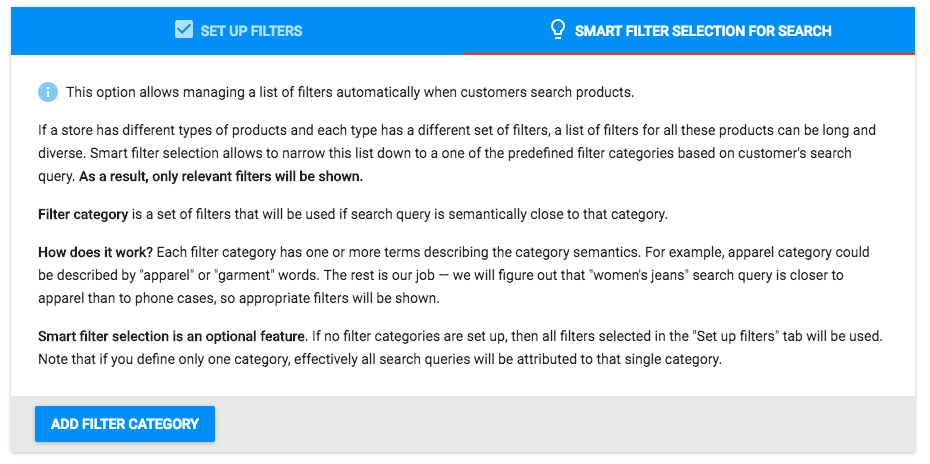 SET UP FILTERS
SMART FILTER SELECTION FOR SEARCH
This option allows managing a list of filters automatically when customers search products.
If a store has different types of products and each type has a different set of filters, a list of filters for all these products can be long and
diverse. Smart filter selection allows to narrow this list down to a one of the predefined filter categories based on customer's search
query. As a result, only relevant filters will be shown.
Filter category is a set of filters that will be used if search query is semantically close to that category.
How does it work? Each filter category has one or more terms describing the category semantics. For example, apparel category could
be described by "apparel" or "garment" words. The rest is our job — we will figure out that "women's jeans" search query is closer to
apparel than to phone cases, so appropriate filters will be shown.
Smart filter selection is an optional feature. If no filter categories are set up, then all filters selected in the "Set up filters" tab will be used.
Note that if you define only one category, effectively all search queries will be attributed to that single category.
ADD FILTER CATEGORY